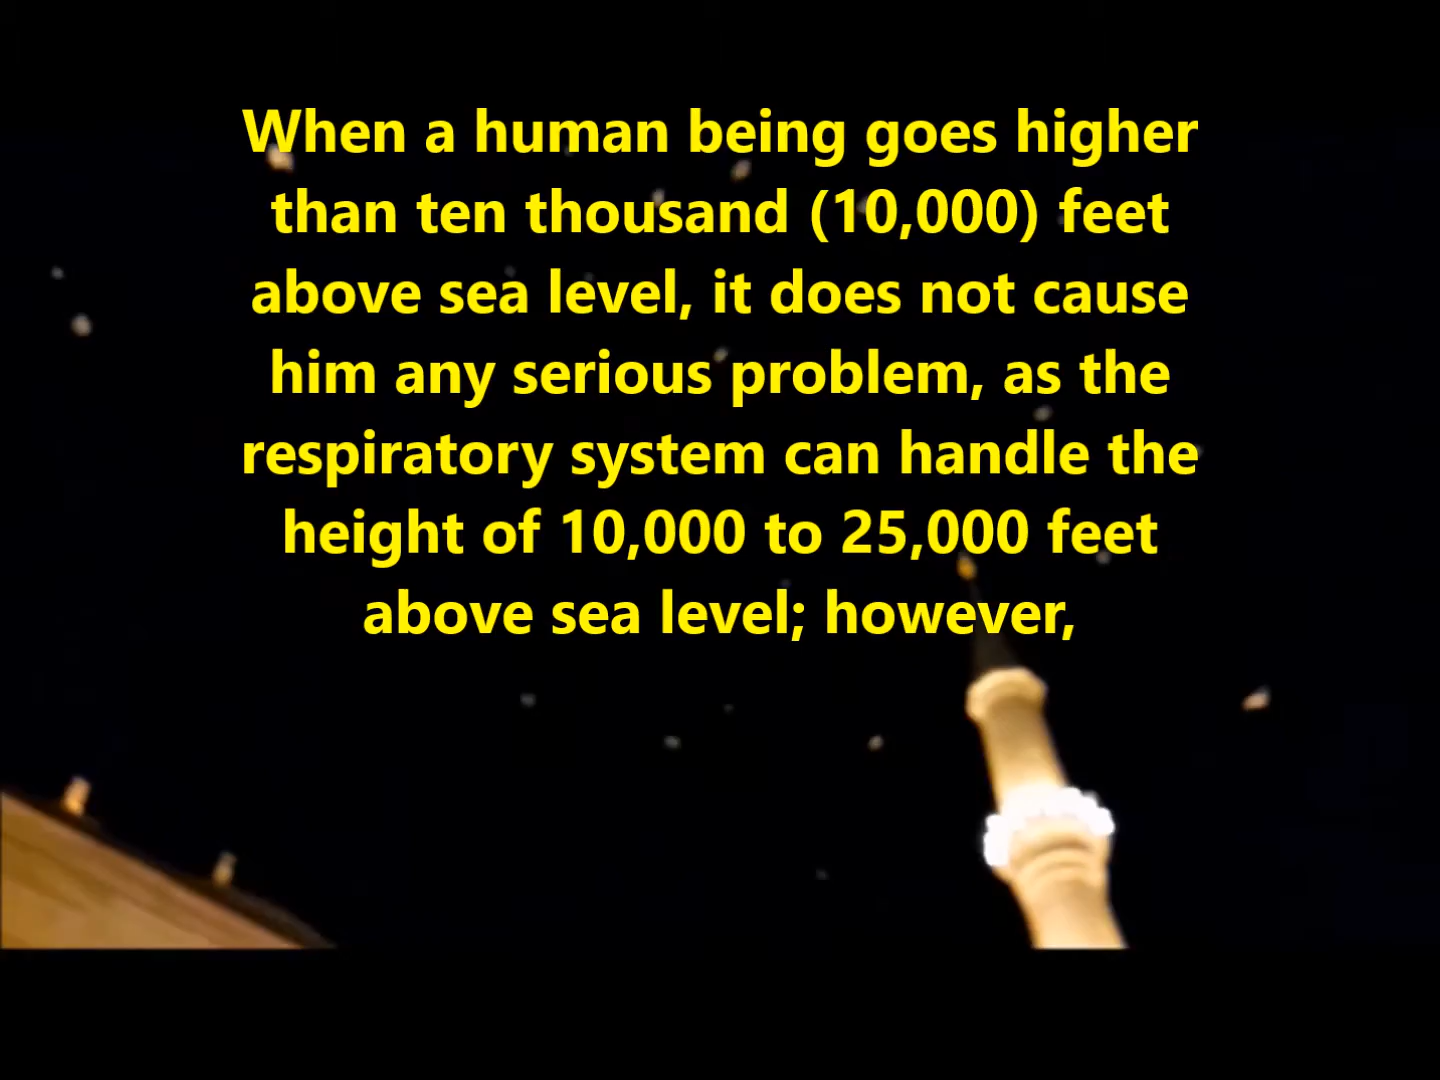 When a human being goes higher
than ten thousand (10,000) feet
above sea level, it does not cause
him any serious problem, as the
respiratory system can handle the
height of 10,000 to 25,000 feet
above sea level; however,